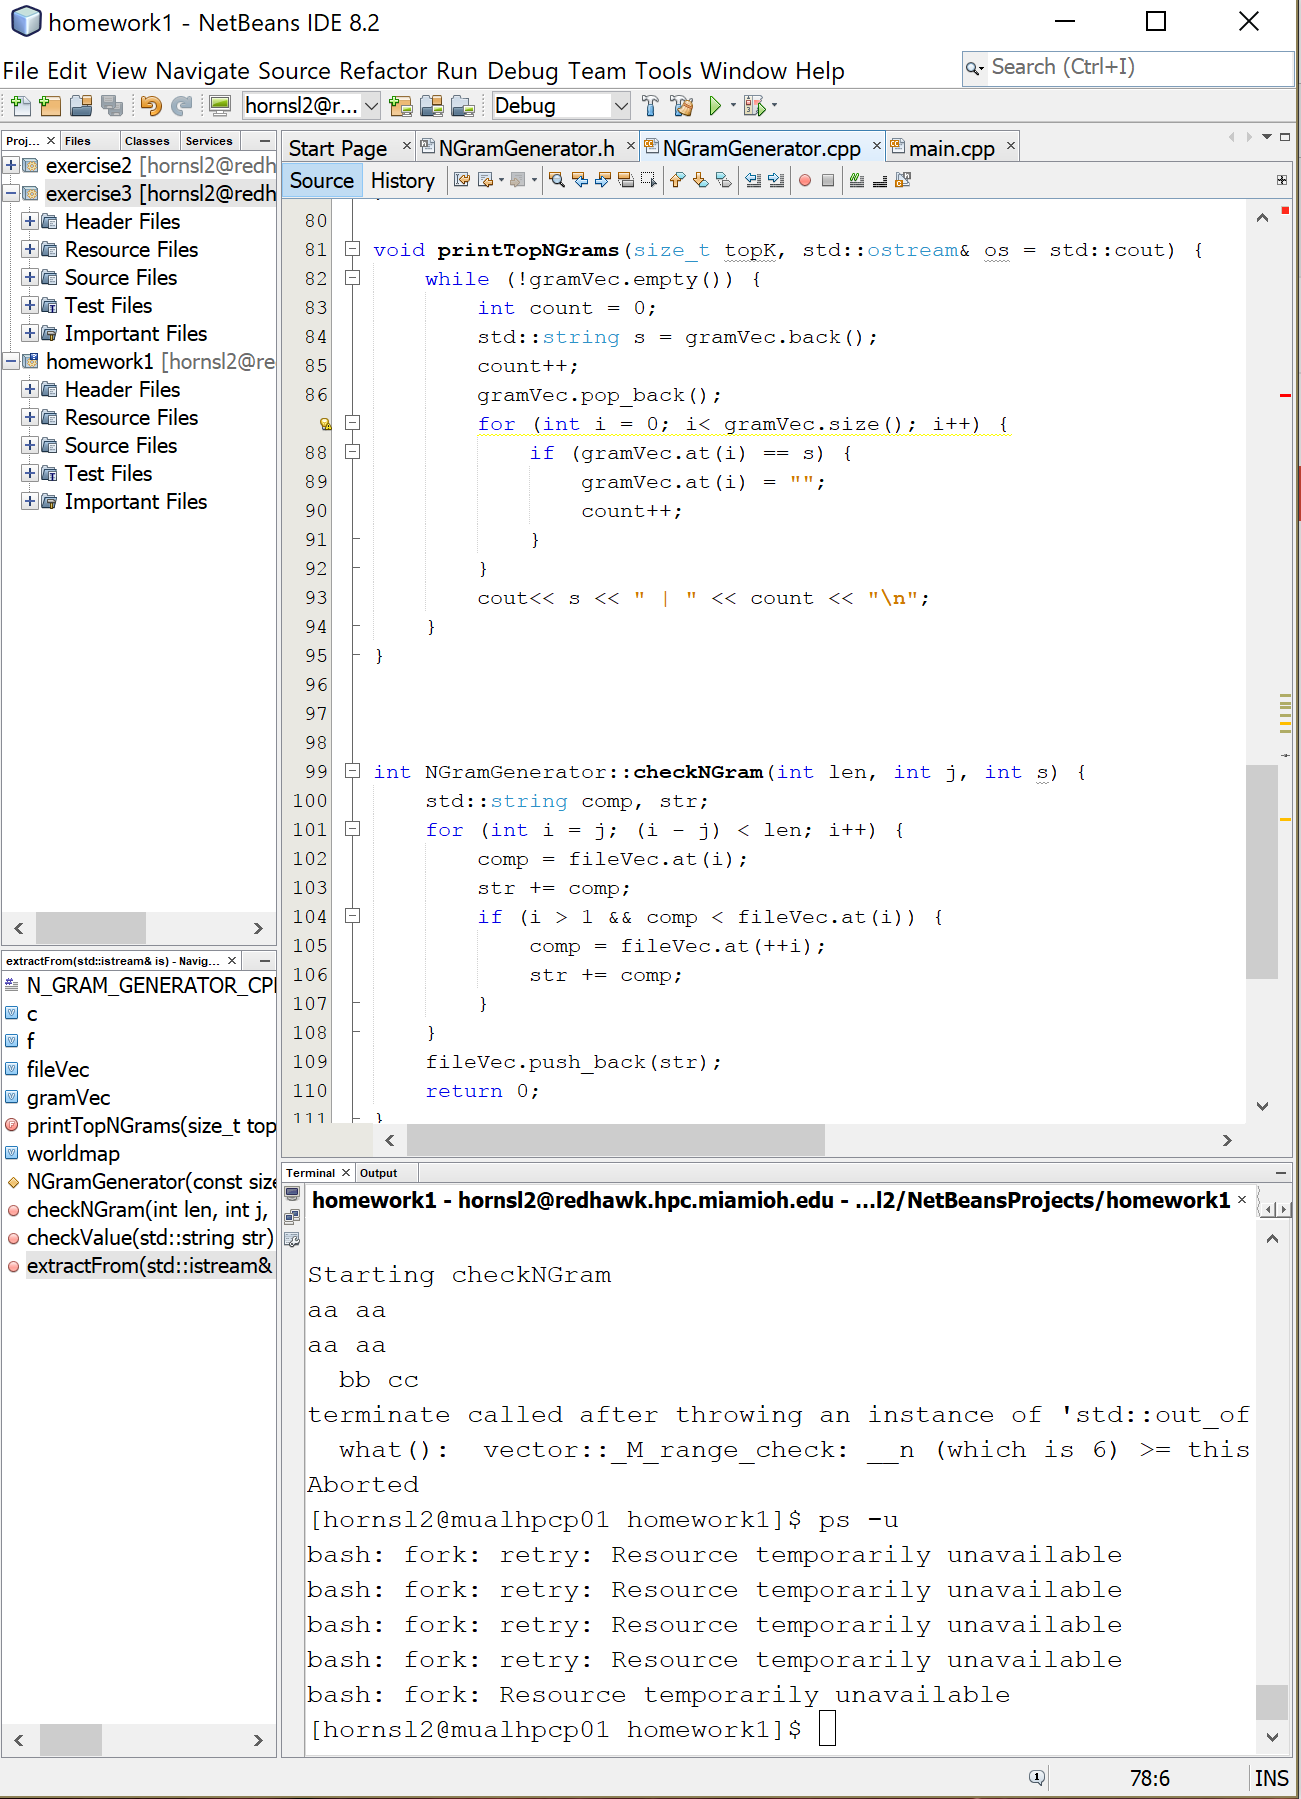 homework1 - NetBeans IDE 8.2
File Edit View Navigate Source Refactor Run Debug Team Tools Window Help
Search (Ctrl+I)
hornsl2@r...
Debug
Proj...
Files
Classes
Services
exercise2 [hornsl2@redh
exercise3 [hornsl2@redh
Header Files
Resource Files
Source Files
Test Files
Important Files
homework1 [hornsl2@re
Header Files
Resource Files
Source Files
Test Files
Important Files
extractFrom(std::istream& is) - Navig...
N_GRAM_GENERATOR_CP
c
f
fileVec
gramVec
printTopNGrams(size_t top
worldmap
NGramGenerator(const size
checkNGram(int len, int j,
checkValue(std::string str)
extractFrom(std::istream&
Start Page
NGramGenerator.h
NGramGenerator.cpp
main.cpp
Source
History
80
81 void printTopNGrams(size_t topK, std::ostream& os = std::cout) {
82 while (!gramVec.empty()) {
83 int count = 0;
84 std::string s = gramVec.back();
85 count++;
86 gramVec.pop_back();
for (int i = 0; i< gramVec.size(); i++) {
88 if (gramVec.at(i) == s) {
89 gramVec.at(i) = "";
90 count++;
91 }
92 }
93 cout<< s << " | " << count << "\n";
94 }
95 }
96
97
98
99 int NGramGenerator::checkNGram(int len, int j, int s) {
100 std::string comp, str;
101 for (int i = j; (i - j) < len; i++) {
102 comp = fileVec.at(i);
103 str += comp;
104 if (i > 1 && comp < fileVec.at(i)) {
105 comp = fileVec.at(++i);
106 str += comp;
107 }
108 }
109 fileVec.push_back(str);
110 return 0;
111 }
Terminal
Output
homework1 - hornsl2@redhawk.hpc.miamioh.edu - ...l2/NetBeansProjects/homework1
Starting checkNGram
aa aa
aa aa
bb cc
terminate called after throwing an instance of 'std::out_of
what(): vector::_M_range_check: __n (which is 6) >= this
Aborted
[hornsl2@mualhpcp01 homework1]$ ps -u
bash: fork: retry: Resource temporarily unavailable
bash: fork: retry: Resource temporarily unavailable
bash: fork: retry: Resource temporarily unavailable
bash: fork: retry: Resource temporarily unavailable
bash: fork: Resource temporarily unavailable
[hornsl2@mualhpcp01 homework1]$
78:6
INS